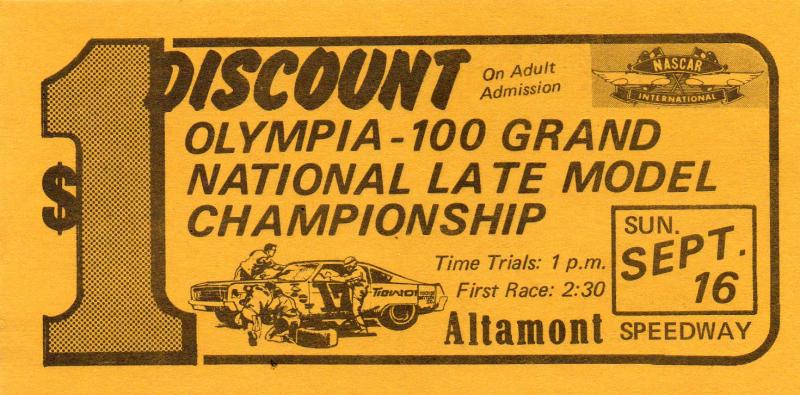 $1 DISCOUNT
On Adult
Admission
NASCAR
INTERNATIONAL
OLYMPIA-100 GRAND
NATIONAL LATE MODEL
CHAMPIONSHIP
SUN.
SEPT.
16
Time Trials: 1 p.m.
First Race: 2:30
Altamont SPEEDWAY